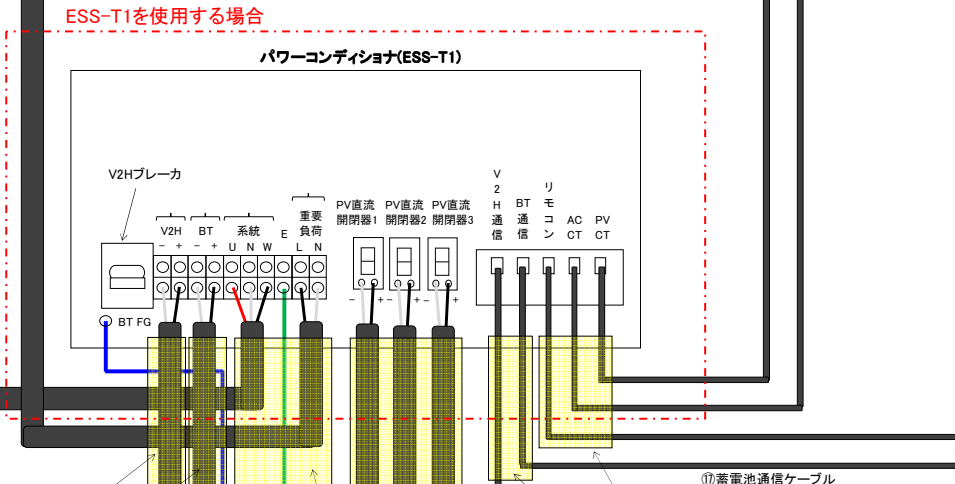 ESS-T1を使用する場合
パワーコンディショナ(ESS-T1)
V2Hブレーカ
V2H
BT
系統
E
重要
負荷
- + - + U N W L N
PV直流
開閉器1
PV直流
開閉器2
PV直流
開閉器3
- + - + - +
V2H通信
BT
通信
リモコン
AC
CT
PV
CT
BT FG
⑰蓄電池通信ケーブル